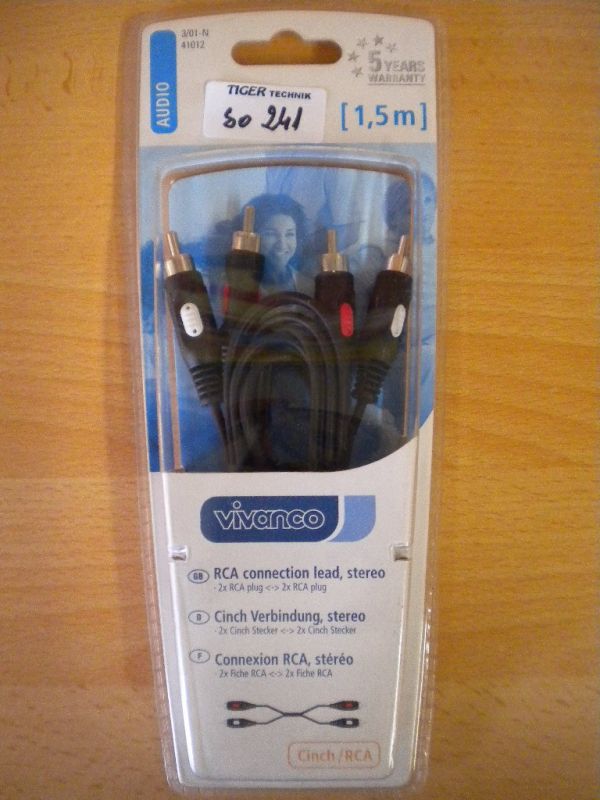 3/01-N
41012
AUDIO
5 YEARS
WARRANTY
TIGER TECHNIK
so 241
[1,5m]
vivanco
GB RCA connection lead, stereo
- 2x RCA plug <-> 2x RCA plug
D Cinch Verbindung, stereo
- 2x Cinch Stecker <-> 2x Cinch Stecker
F Connexion RCA, stéréo
- 2x Fiche RCA <-> 2x Fiche RCA
Cinch/RCA